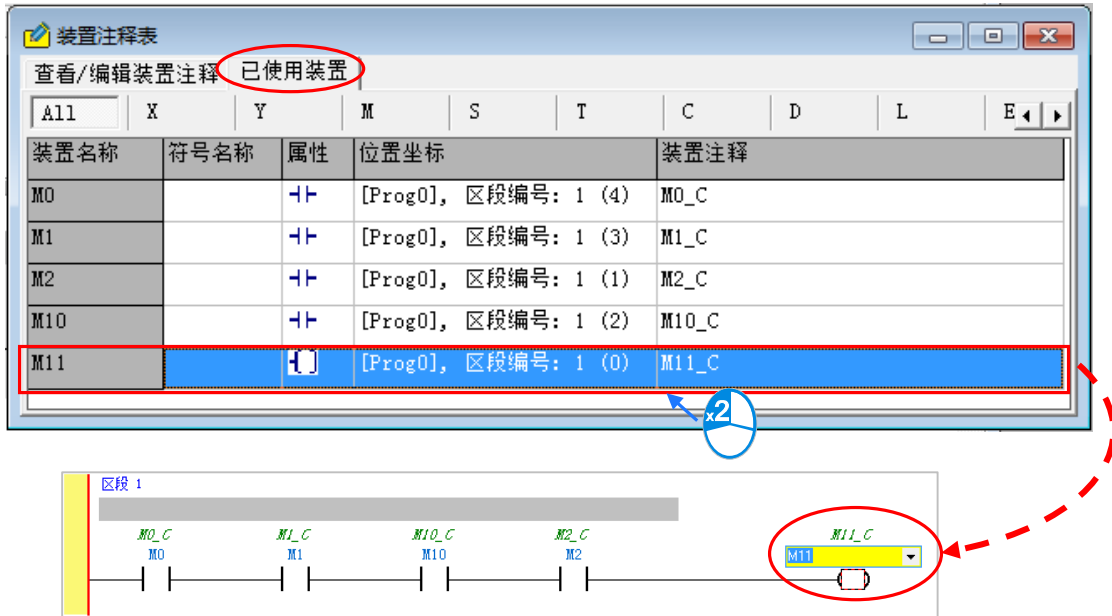 装置注释表
查看/编辑装置注释 已使用装置
All X Y M S T C D L E
装置名称 符号名称 属性 位置坐标 装置注释
M0 [Prog0], 区段编号: 1 (4) M0_C
M1 [Prog0], 区段编号: 1 (3) M1_C
M2 [Prog0], 区段编号: 1 (1) M2_C
M10 [Prog0], 区段编号: 1 (2) M10_C
M11 [Prog0], 区段编号: 1 (0) M11_C
x2
区段 1
M0_C M1_C M10_C M2_C M11_C
M0 M1 M10 M2 M11